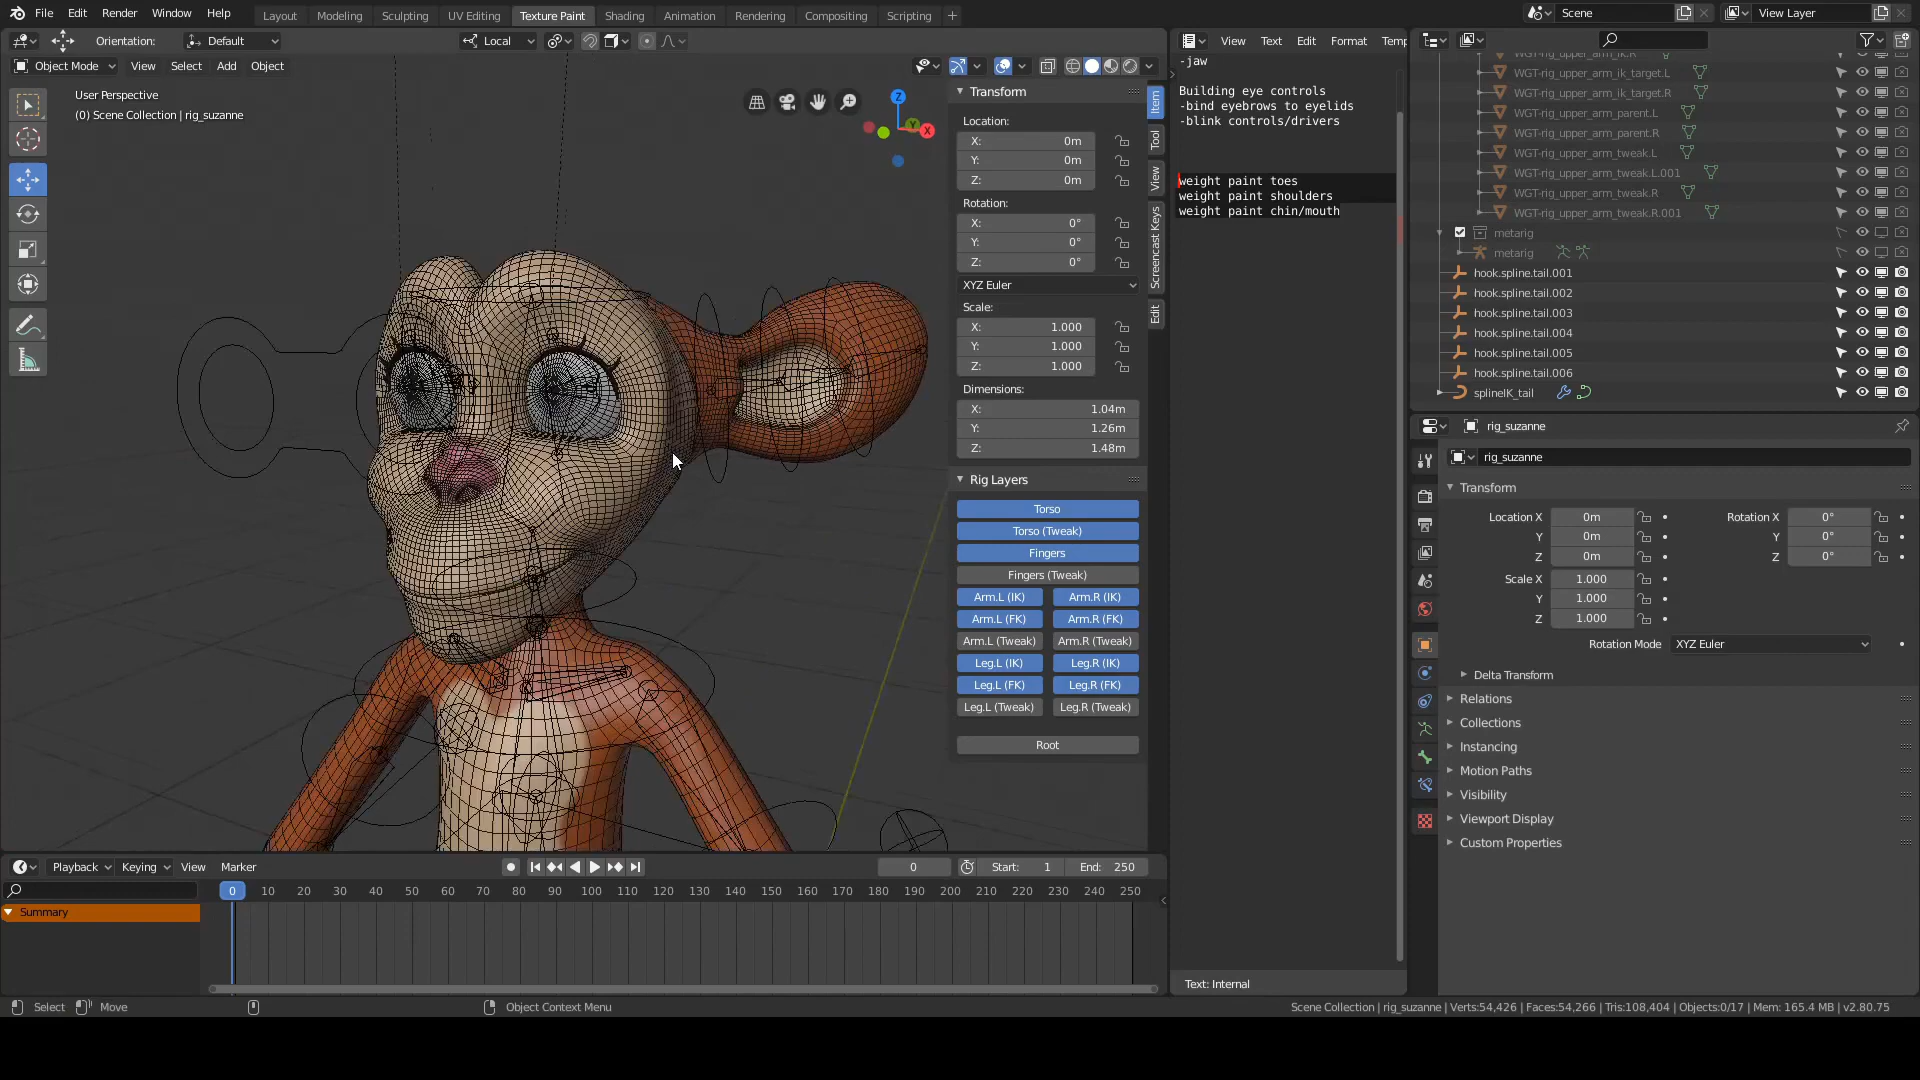 File Edit Render Window Help
Layout Modeling Sculpting UV Editing Texture Paint Shading Animation Rendering Compositing Scripting
Scene
View Layer
Orientation: Default
Local
Object Mode View Select Add Object
User Perspective
(0) Scene Collection | rig_suzanne
Z
Y
X
Transform
Location:
X: 0m
Y: 0m
Z: 0m
Rotation:
X: 0°
Y: 0°
Z: 0°
XYZ Euler
Scale:
X: 1.000
Y: 1.000
Z: 1.000
Dimensions:
X: 1.04m
Y: 1.26m
Z: 1.48m
Rig Layers
Torso
Torso (Tweak)
Fingers
Fingers (Tweak)
Arm.L (IK) Arm.R (IK)
Arm.L (FK) Arm.R (FK)
Arm.L (Tweak) Arm.R (Tweak)
Leg.L (IK) Leg.R (IK)
Leg.L (FK) Leg.R (FK)
Leg.L (Tweak) Leg.R (Tweak)
Root
Item
Tool
View
Screencast Keys
Edit
View Text Edit Format Temp
-jaw
Building eye controls
-bind eyebrows to eyelids
-blink controls/drivers
weight paint toes
weight paint shoulders
weight paint chin/mouth
Text: Internal
WGT-rig_upper_arm_ik_target.L
WGT-rig_upper_arm_ik_target.R
WGT-rig_upper_arm_parent.L
WGT-rig_upper_arm_parent.R
WGT-rig_upper_arm_tweak.L
WGT-rig_upper_arm_tweak.L.001
WGT-rig_upper_arm_tweak.R
WGT-rig_upper_arm_tweak.R.001
metarig
metarig
hook.spline.tail.001
hook.spline.tail.002
hook.spline.tail.003
hook.spline.tail.004
hook.spline.tail.005
hook.spline.tail.006
splineIK_tail
rig_suzanne
rig_suzanne
Transform
Location X 0m Rotation X 0°
Y 0m Y 0°
Z 0m Z 0°
Scale X 1.000
Y 1.000
Z 1.000
Rotation Mode XYZ Euler
Delta Transform
Relations
Collections
Instancing
Motion Paths
Visibility
Viewport Display
Custom Properties
Playback Keying View Marker
0 Start: 1 End: 250
0 10 20 30 40 50 60 70 80 90 100 110 120 130 140 150 160 170 180 190 200 210 220 230 240 250
Summary
Select Move Object Context Menu
Scene Collection | rig_suzanne | Verts:54,426 | Faces:54,266 | Tris:108,404 | Objects:0/17 | Mem: 165.4 MB | v2.80.75